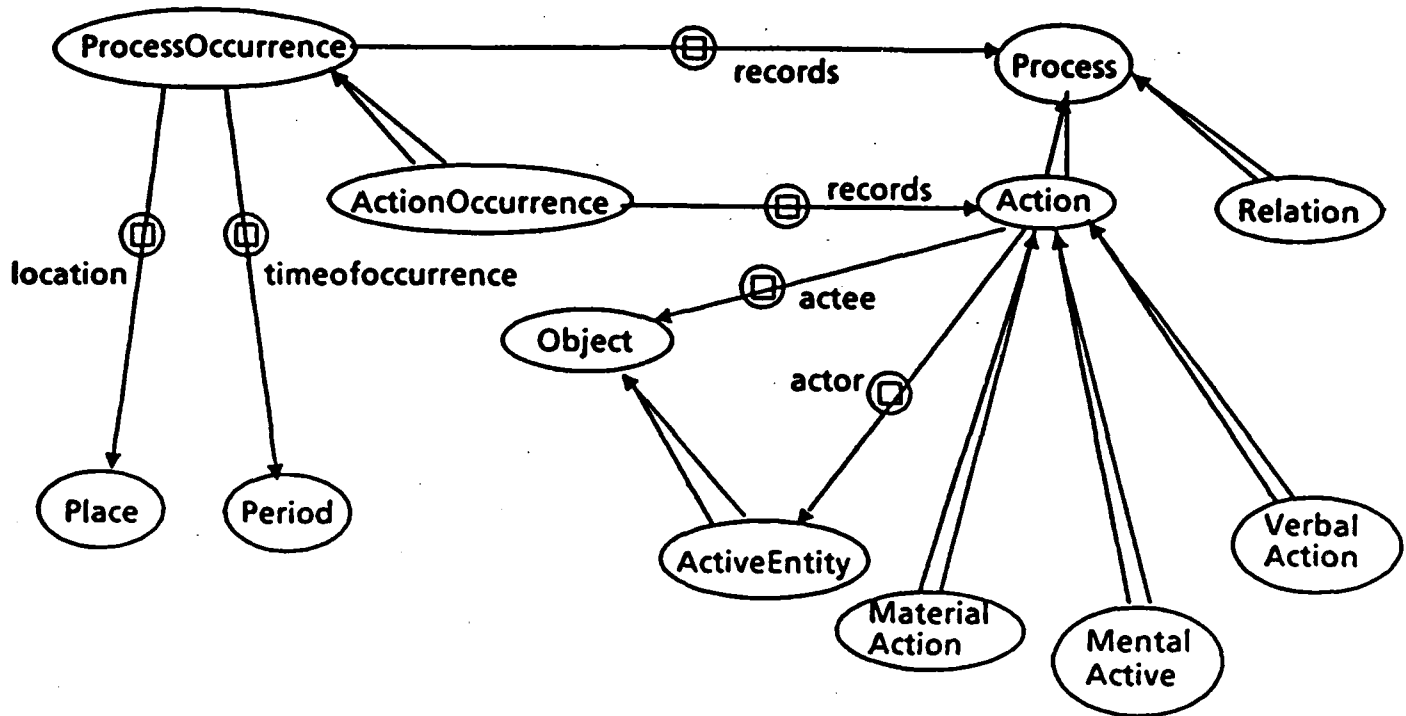 ProcessOccurrence
records
Process
ActionOccurrence
records
Action
Relation
location
timeofoccurrence
actee
Object
actor
Place
Period
ActiveEntity
Verbal
Action
Material
Action
Mental
Active